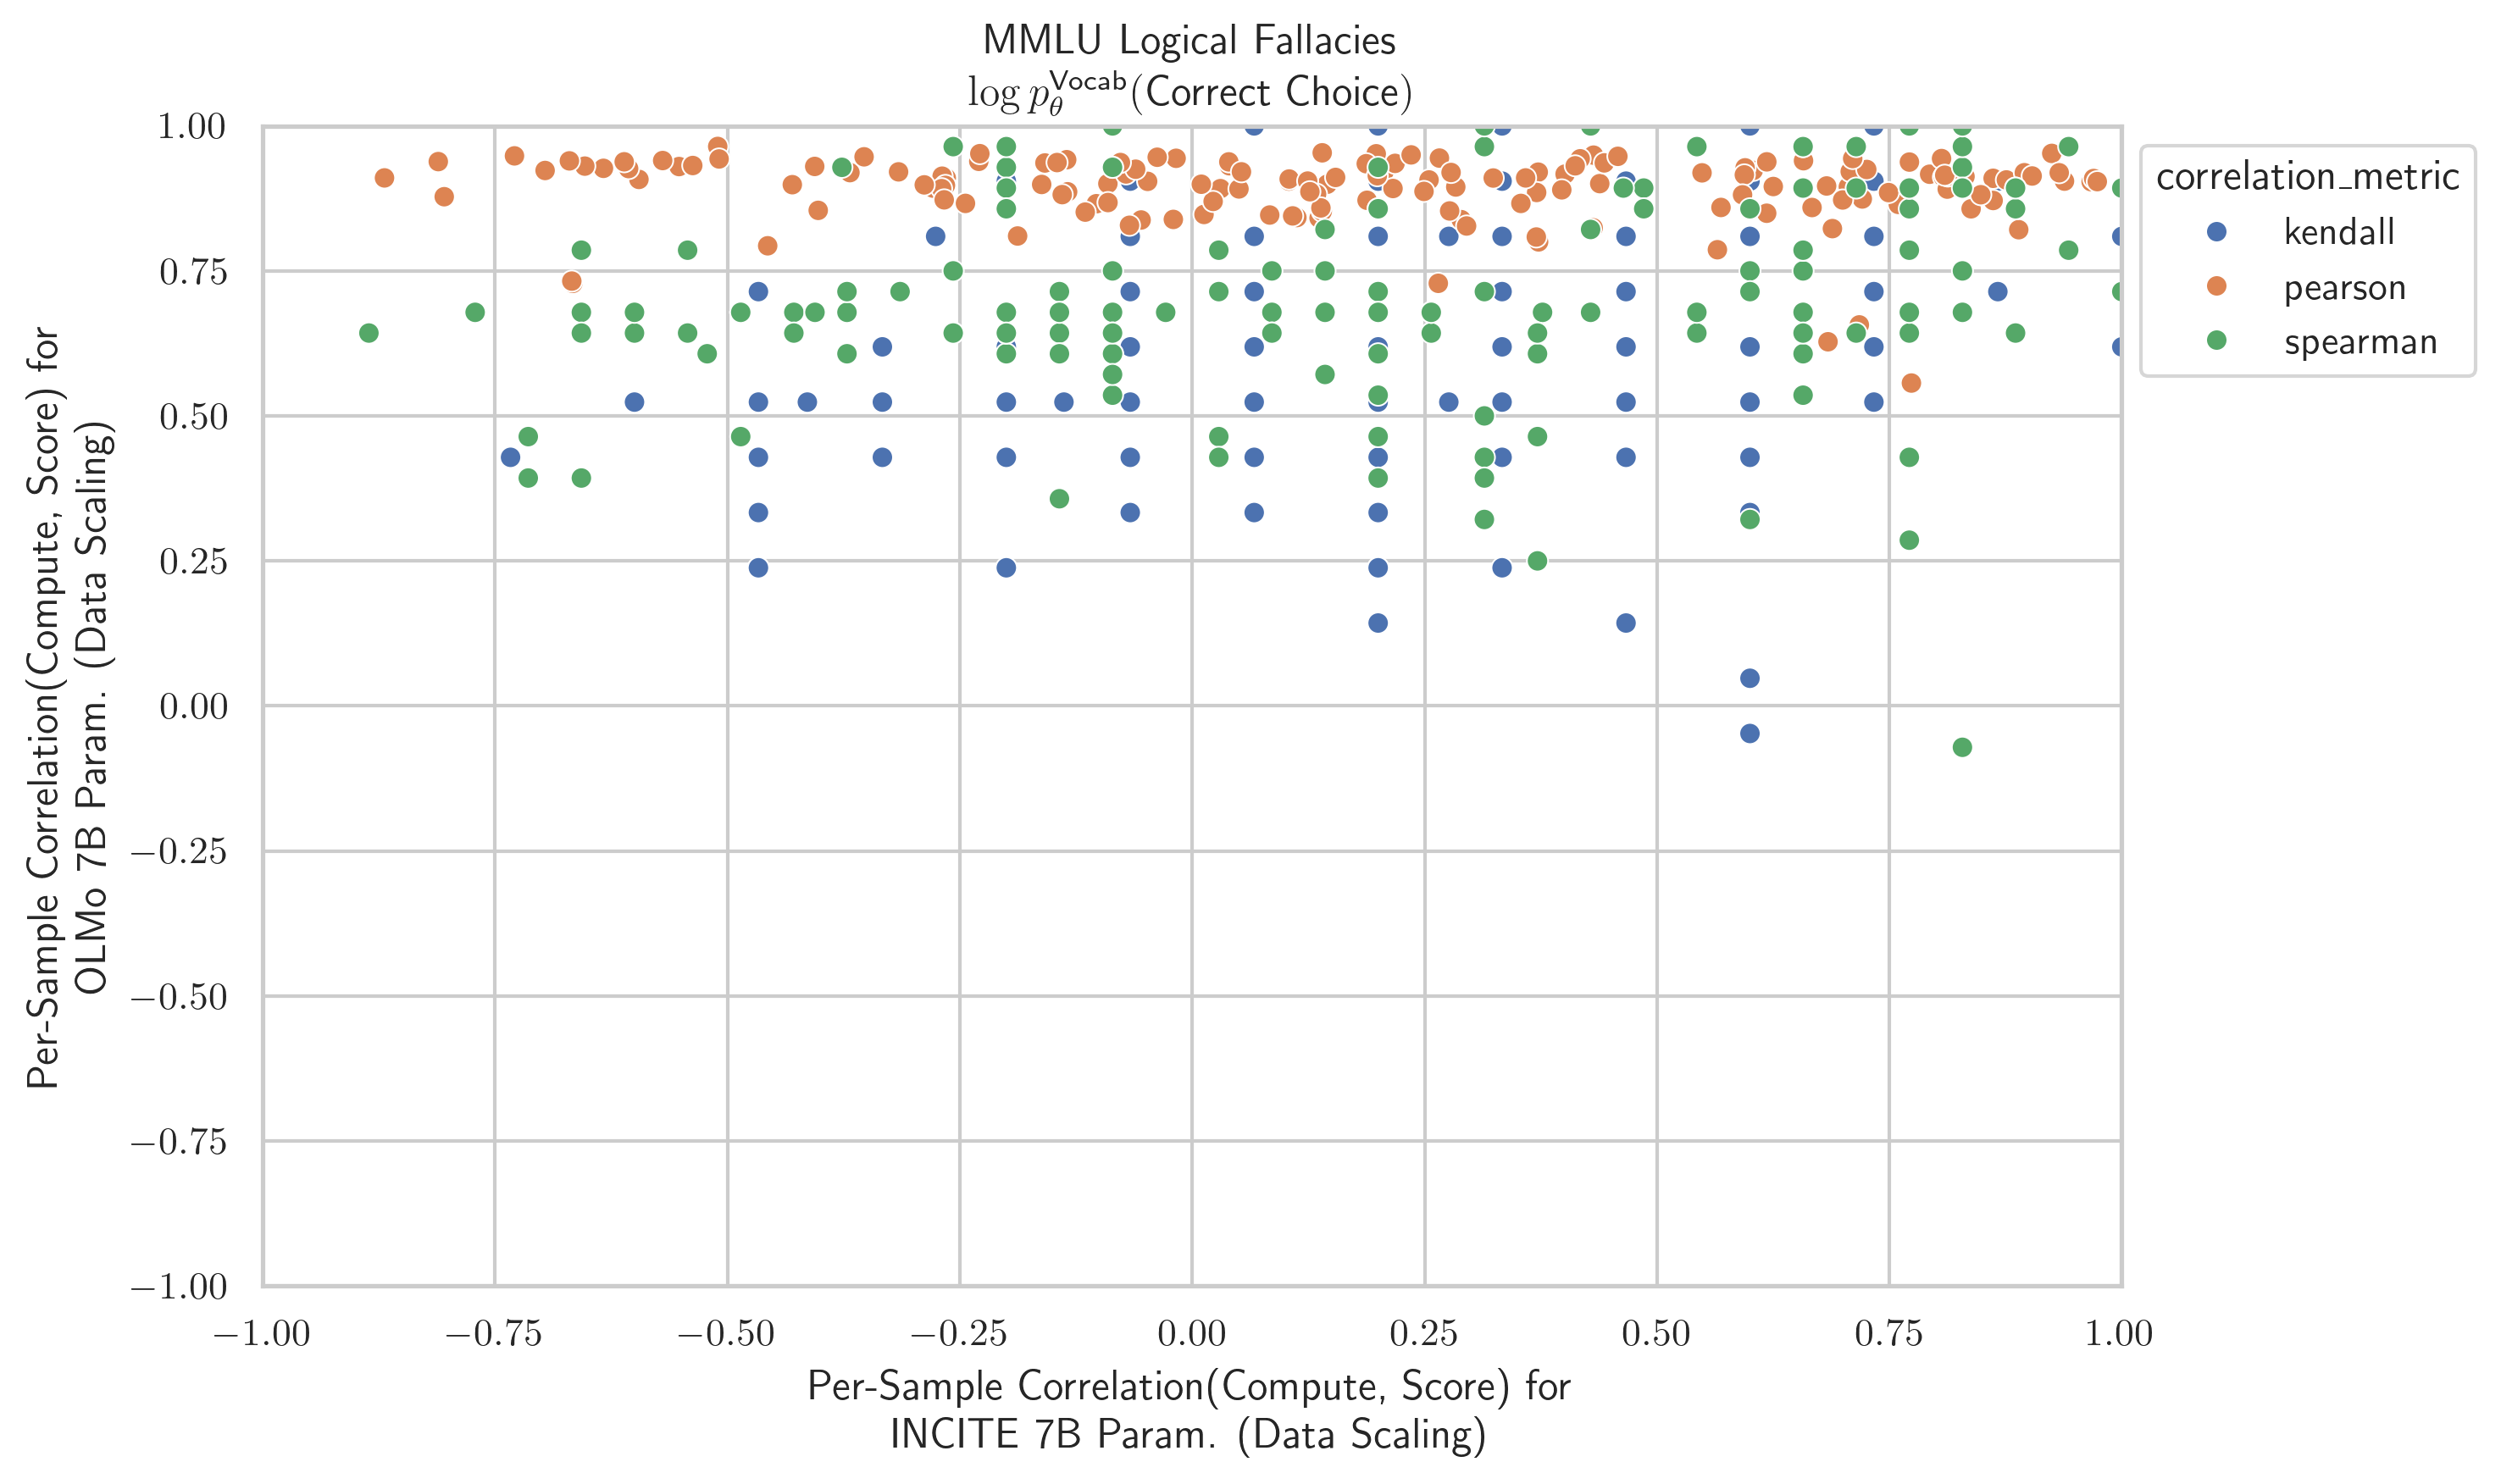 MMLU Logical Fallacies
log p_θ^Vocab(Correct Choice)
1.00
0.75
0.50
0.25
0.00
−0.25
−0.50
−0.75
−1.00
Per-Sample Correlation(Compute, Score) for
OLMo 7B Param. (Data Scaling)
−1.00 −0.75 −0.50 −0.25 0.00 0.25 0.50 0.75 1.00
Per-Sample Correlation(Compute, Score) for
INCITE 7B Param. (Data Scaling)
correlation_metric
kendall
pearson
spearman